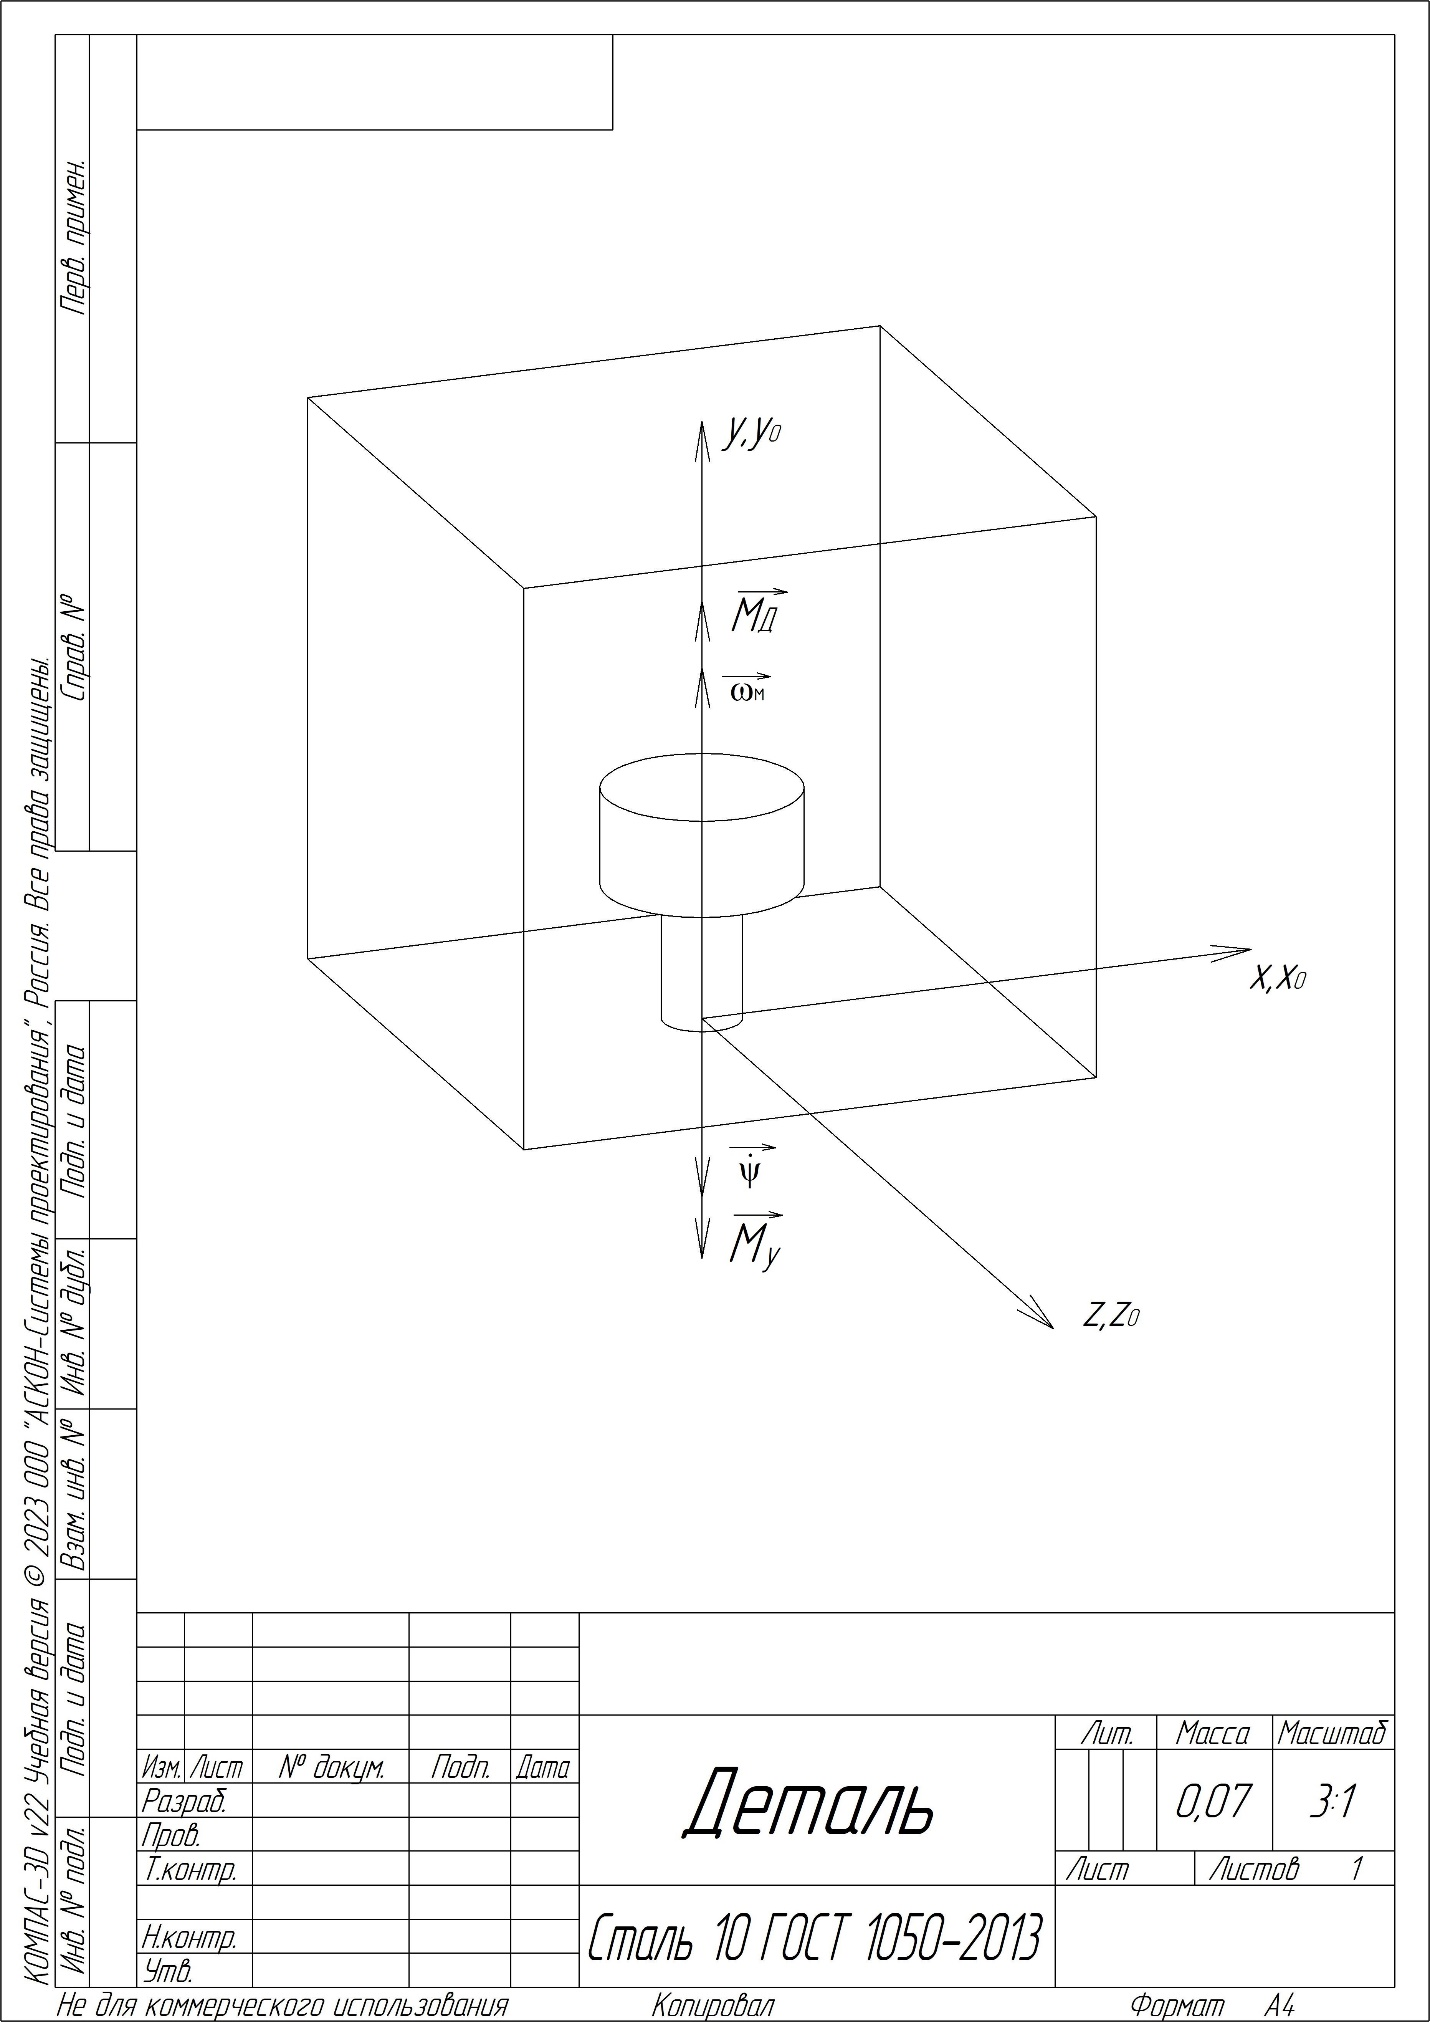 Перв. примен.
Справ. №
Подп. и дата
Инв. № дубл.
Взам. инв. №
Подп. и дата
Инв. № подл.
КОМПАС-3D v22 Учебная версия © 2023 ООО "АСКОН-Системы проектирования", Россия. Все права защищены.
y,y0
MД
ωм
x,x0
ψ̇
My
z,z0
Изм. Лист № докум. Подп. Дата
Разраб.
Пров.
Т.контр.
Н.контр.
Утв.
Деталь
Сталь 10 ГОСТ 1050-2013
Лит. Масса Масштаб
0,07 3:1
Лист Листов 1
Не для коммерческого использования Копировал Формат А4